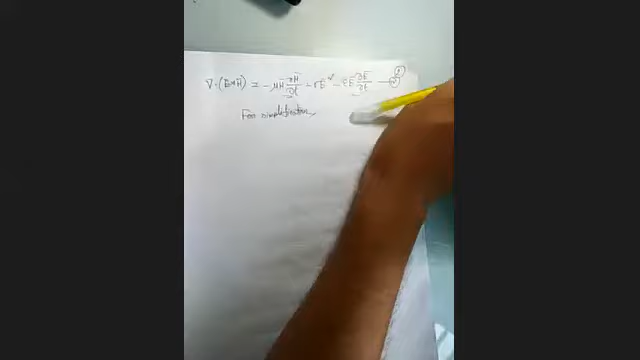 ∇·(E×H) = -μH ∂H/∂t - σE² - εE ∂E/∂t
For simplification,